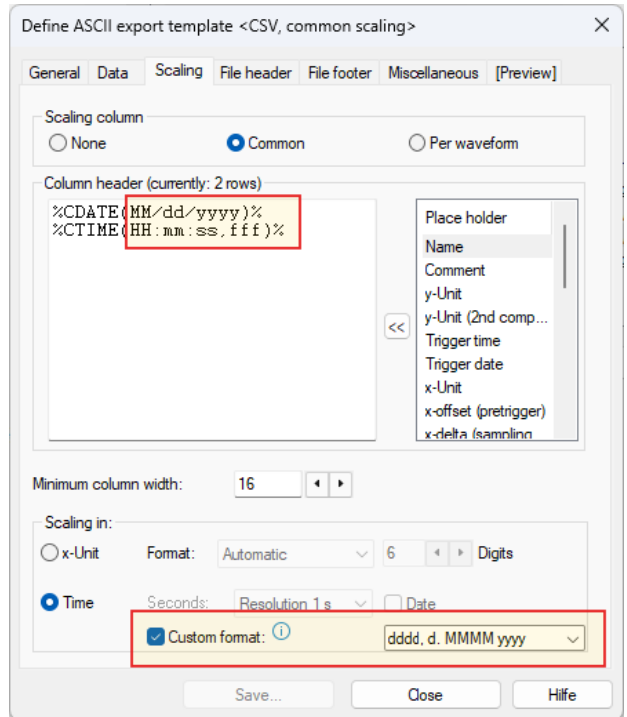 Define ASCII export template <CSV, common scaling>
General Data Scaling File header File footer Miscellaneous [Preview]
Scaling column
None Common Per waveform
Column header (currently: 2 rows)
%CDATE(MM/dd/yyyy)%
%CTIME(HH:mm:ss,fff)%
Place holder
Name
Comment
y-Unit
y-Unit (2nd comp...
Trigger time
Trigger date
x-Unit
x-offset (pretrigger)
x-delta (sampling
<<
Minimum column width: 16
Scaling in:
x-Unit Format: Automatic 6 Digits
Time Seconds: Resolution 1 s Date
Custom format: dddd, d. MMMM yyyy
Save... Close Hilfe